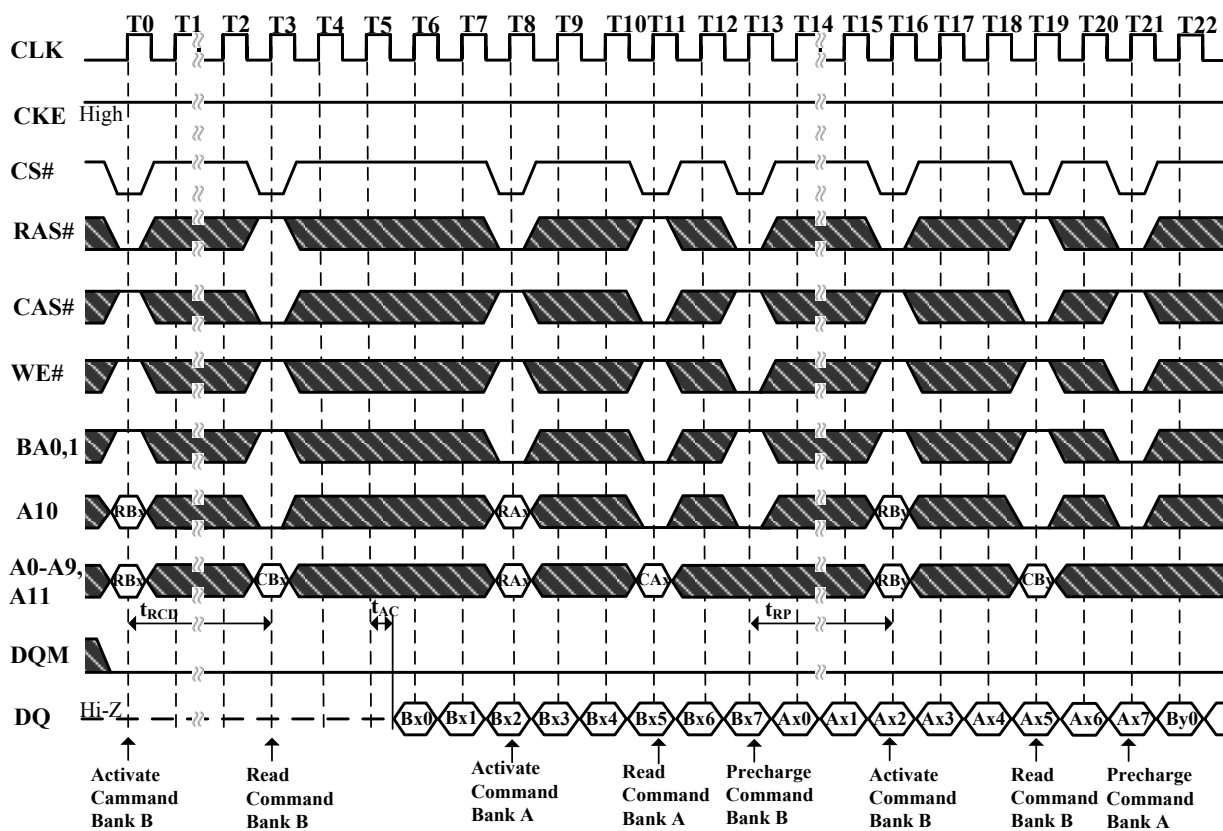 T0 T1 T2 T3 T4 T5 T6 T7 T8 T9 T10 T11 T12 T13 T14 T15 T16 T17 T18 T19 T20 T21 T22
CLK
CKE High
CS#
RAS#
CAS#
WE#
BA0,1
A10 RBx RAx RBy
A0-A9,
A11 RBx CBx RAx CAx RBy CBy
tRCD tAC tRP
DQM
DQ Hi-Z Bx0 Bx1 Bx2 Bx3 Bx4 Bx5 Bx6 Bx7 Ax0 Ax1 Ax2 Ax3 Ax4 Ax5 Ax6 Ax7 By0
Activate
Cammand
Bank B
Read
Command
Bank B
Activate
Command
Bank A
Read
Command
Bank A
Precharge
Command
Bank B
Activate
Command
Bank B
Read
Command
Bank B
Precharge
Command
Bank A